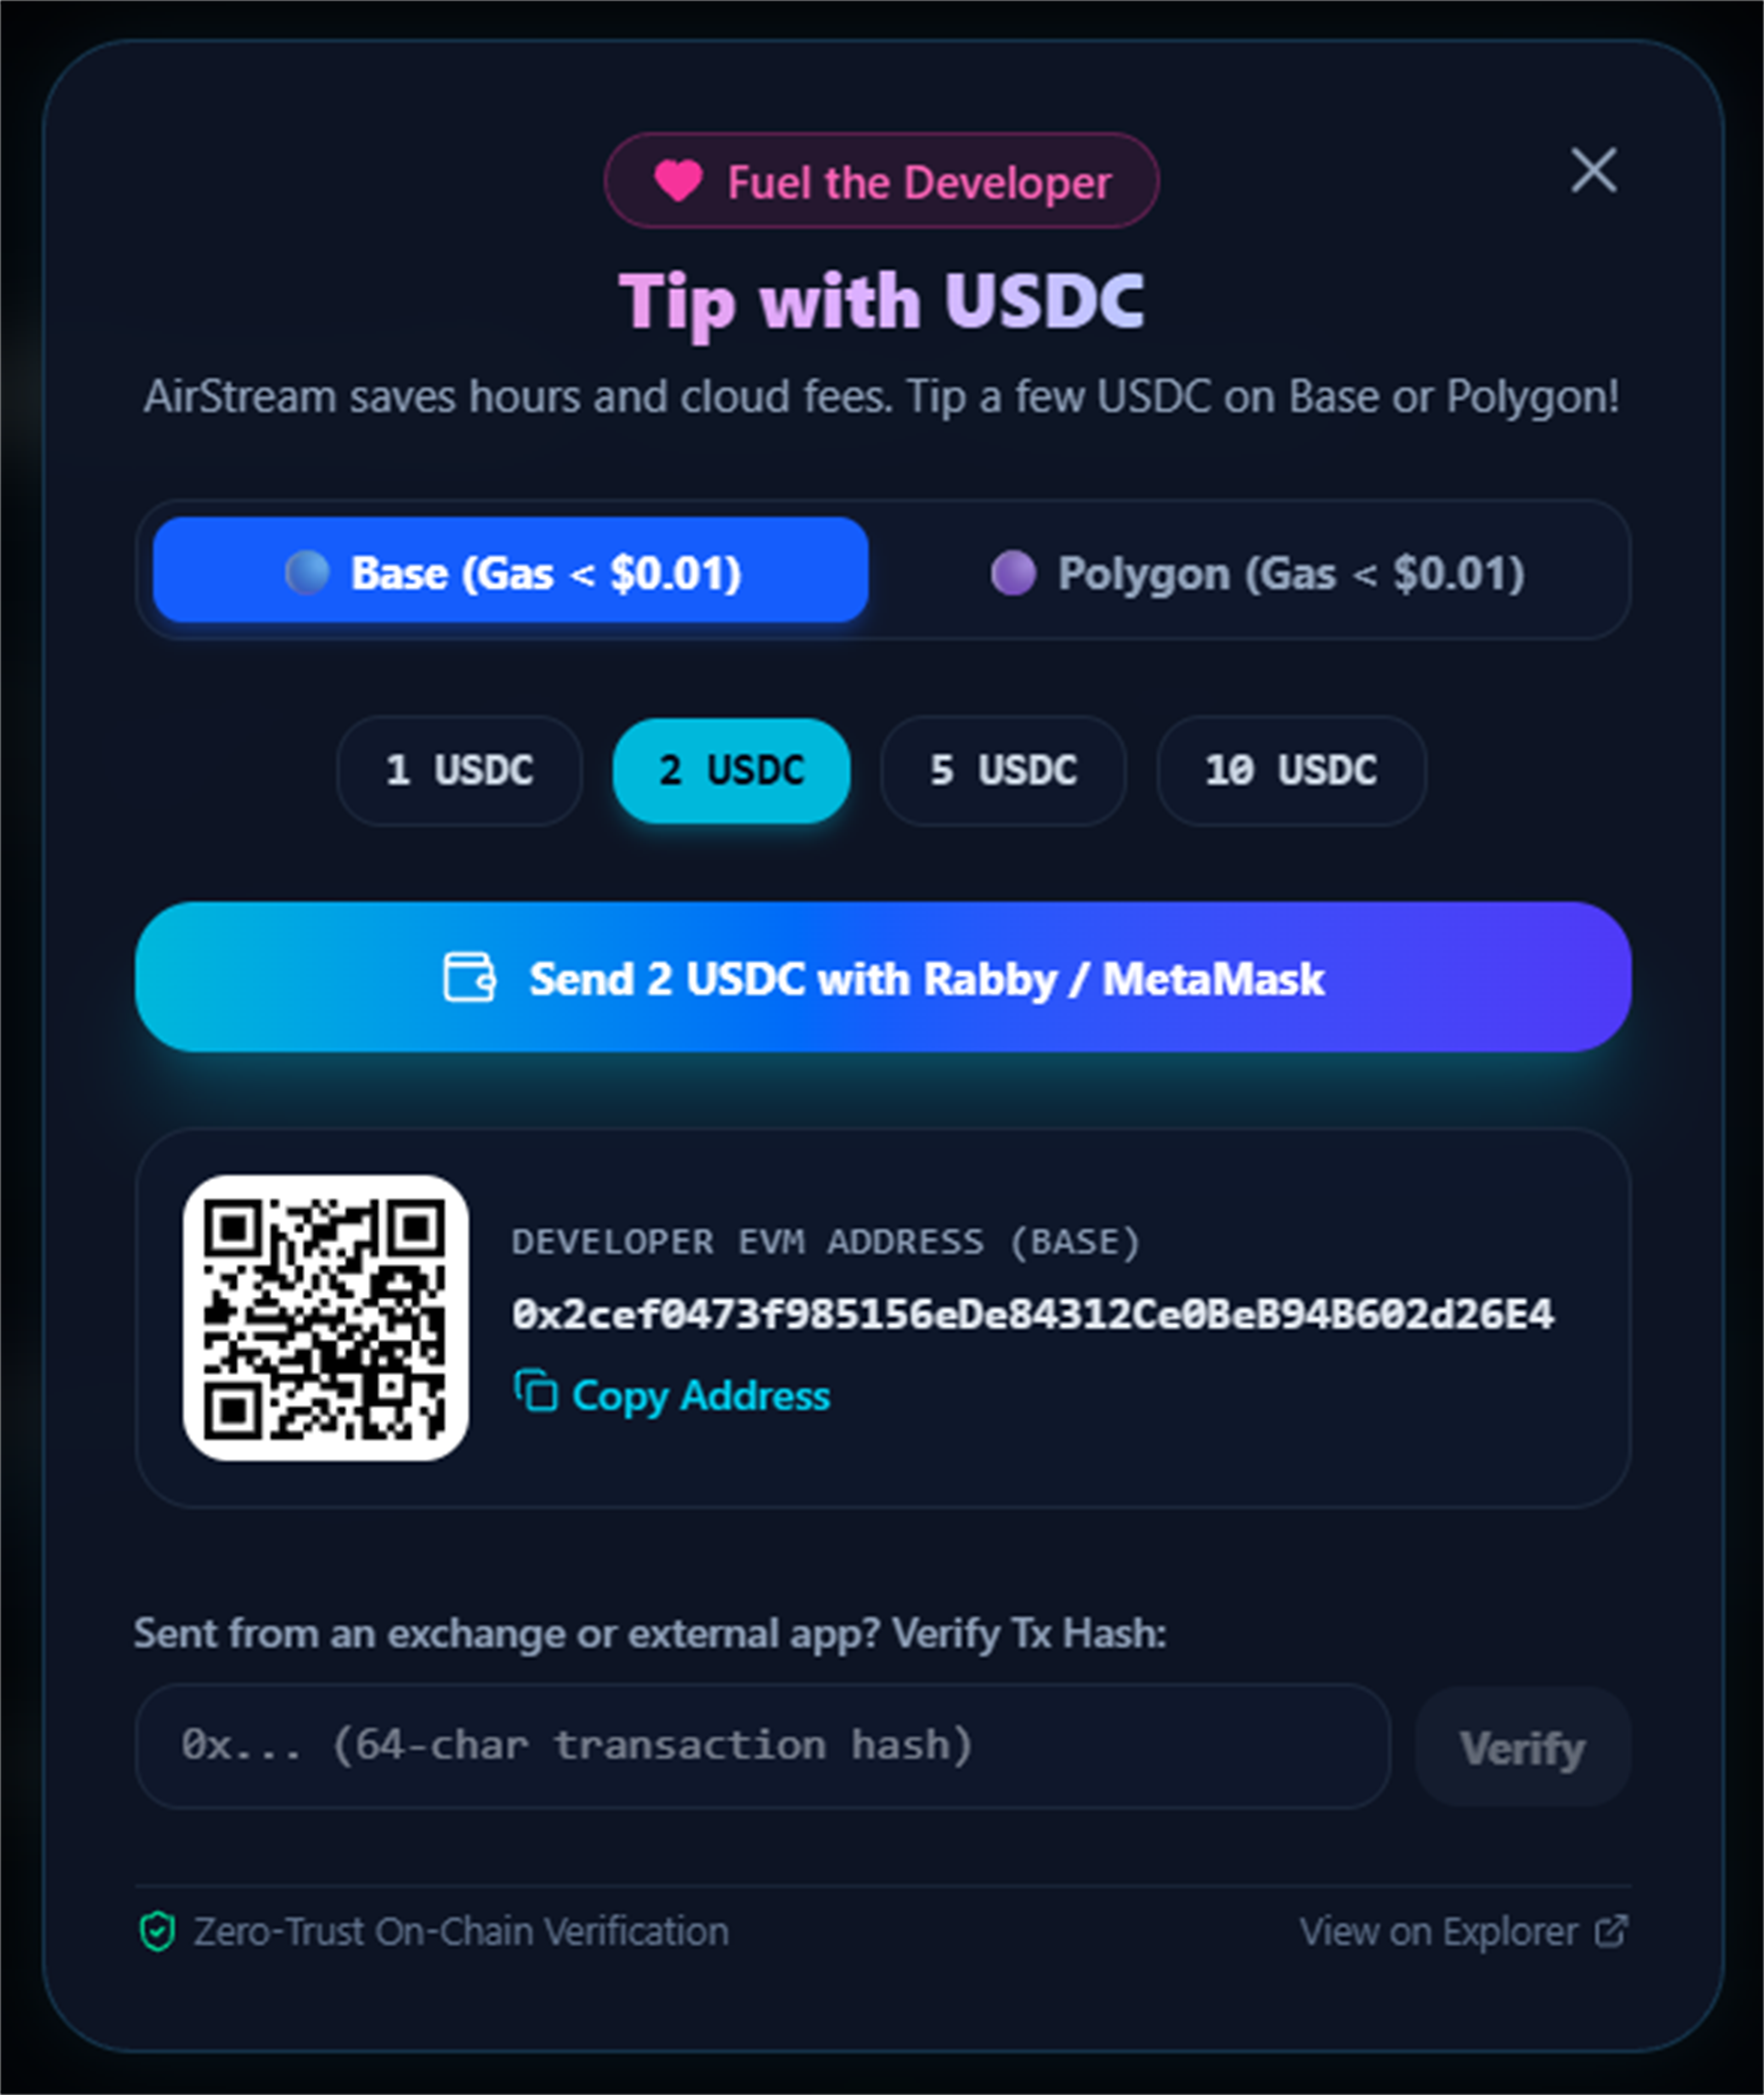 Fuel the Developer
Tip with USDC
AirStream saves hours and cloud fees. Tip a few USDC on Base or Polygon!
Base (Gas < $0.01)
Polygon (Gas < $0.01)
1 USDC
2 USDC
5 USDC
10 USDC
Send 2 USDC with Rabby / MetaMask
DEVELOPER EVM ADDRESS (BASE)
0x2cef0473f985156eDe84312Ce0BeB94B602d26E4
Copy Address
Sent from an exchange or external app? Verify Tx Hash:
0x... (64-char transaction hash)
Verify
Zero-Trust On-Chain Verification
View on Explorer